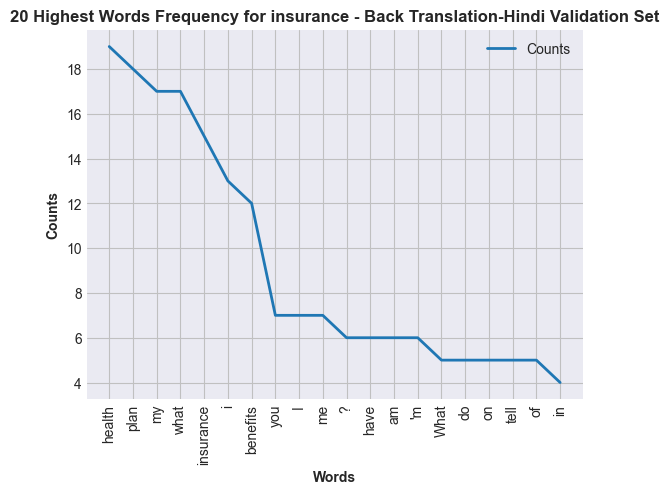 20 Highest Words Frequency for insurance - Back Translation-Hindi Validation Set
Counts
18
16
14
12
10
8
6
4
Counts
health
plan
my
what
insurance
i
benefits
you
I
me
?
have
am
'm
What
do
on
tell
of
in
Words